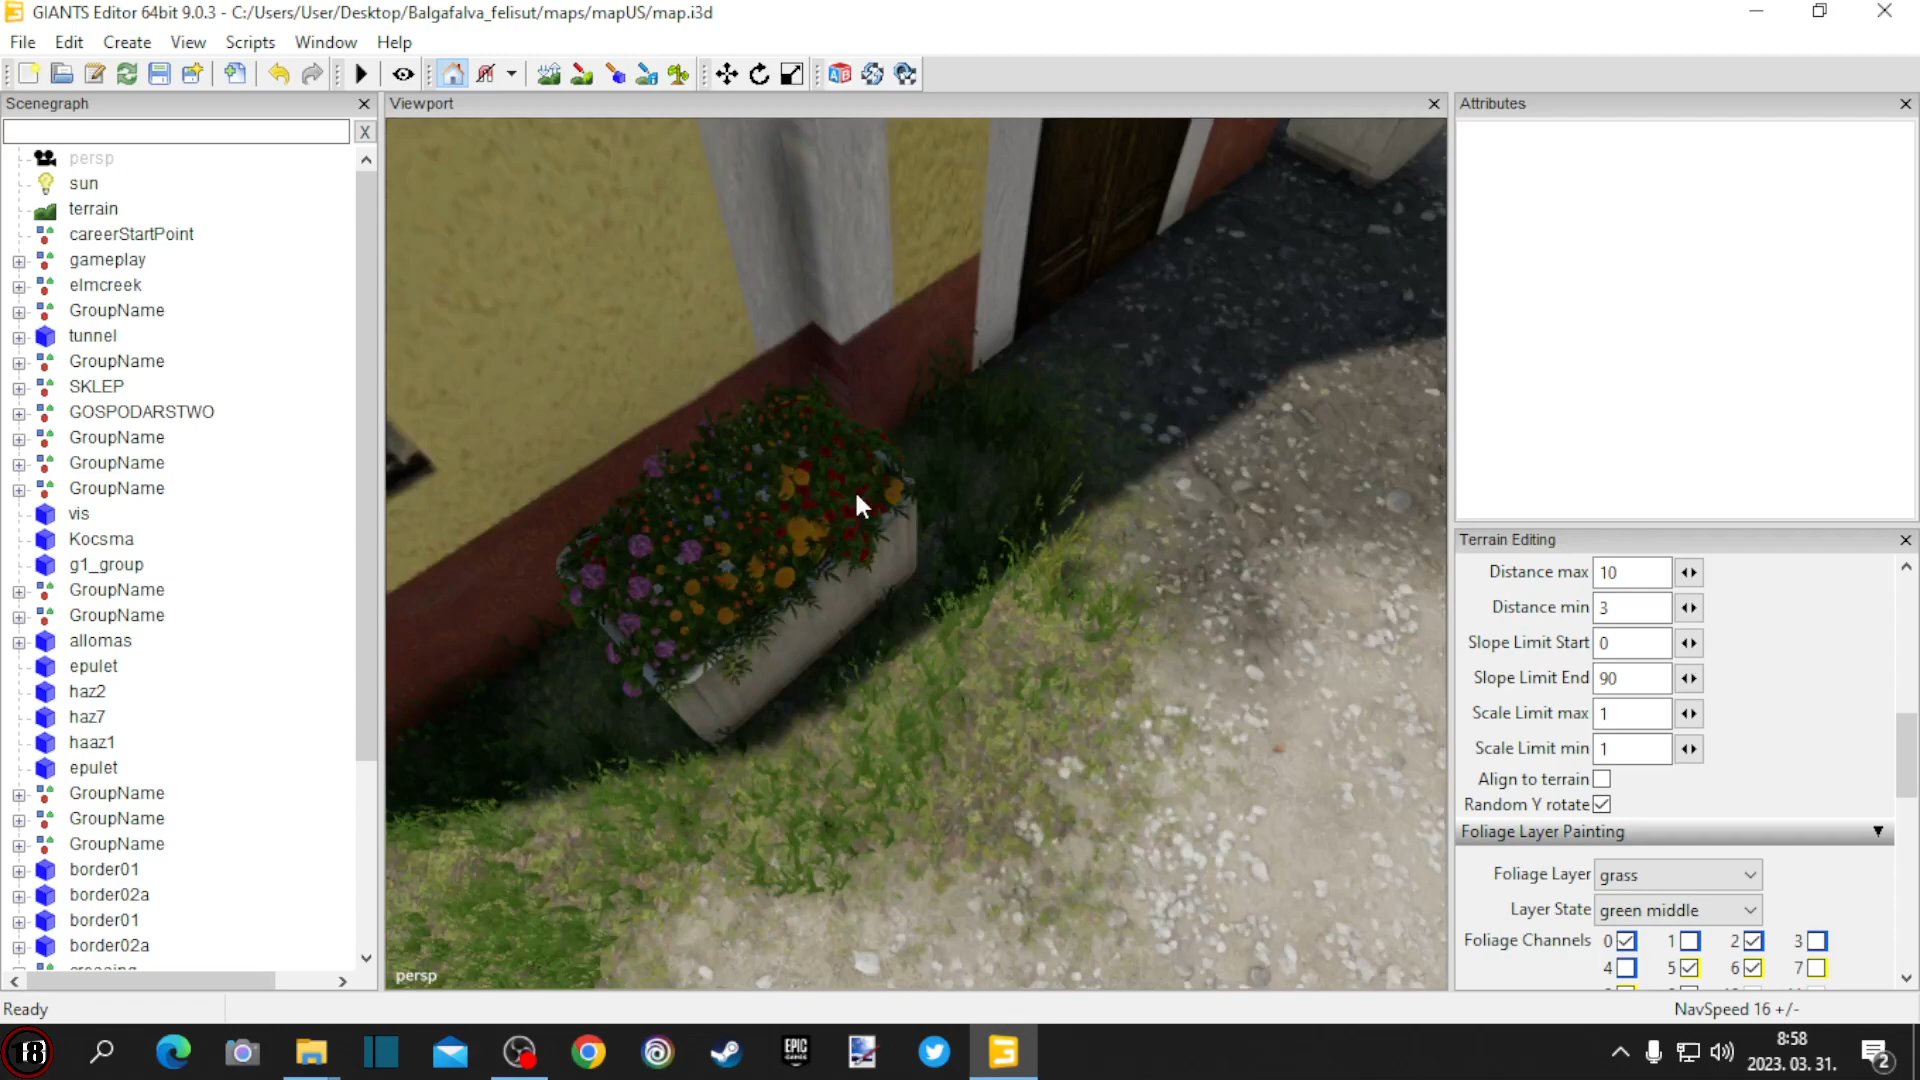 GIANTS Editor 64bit 9.0.3 - C:/Users/User/Desktop/Balgafalva_felisut/maps/mapUS/map.i3d
File Edit Create View Scripts Window Help
Scenegraph
X
persp
sun
terrain
careerStartPoint
gameplay
elmcreek
GroupName
tunnel
GroupName
SKLEP
GOSPODARSTWO
GroupName
GroupName
GroupName
vis
Kocsma
g1_group
GroupName
GroupName
allomas
epulet
haz2
haz7
haaz1
epulet
GroupName
GroupName
GroupName
border01
border02a
border01
border02a
Viewport
persp
Attributes
Terrain Editing
Distance max 10
Distance min 3
Slope Limit Start 0
Slope Limit End 90
Scale Limit max 1
Scale Limit min 1
Align to terrain
Random Y rotate
Foliage Layer Painting
Foliage Layer grass
Layer State green middle
Foliage Channels 0 1 2 3
4 5 6 7
Ready
NavSpeed 16 +/-
18
EPIC
GAMES
8:58
2023. 03. 31.
2